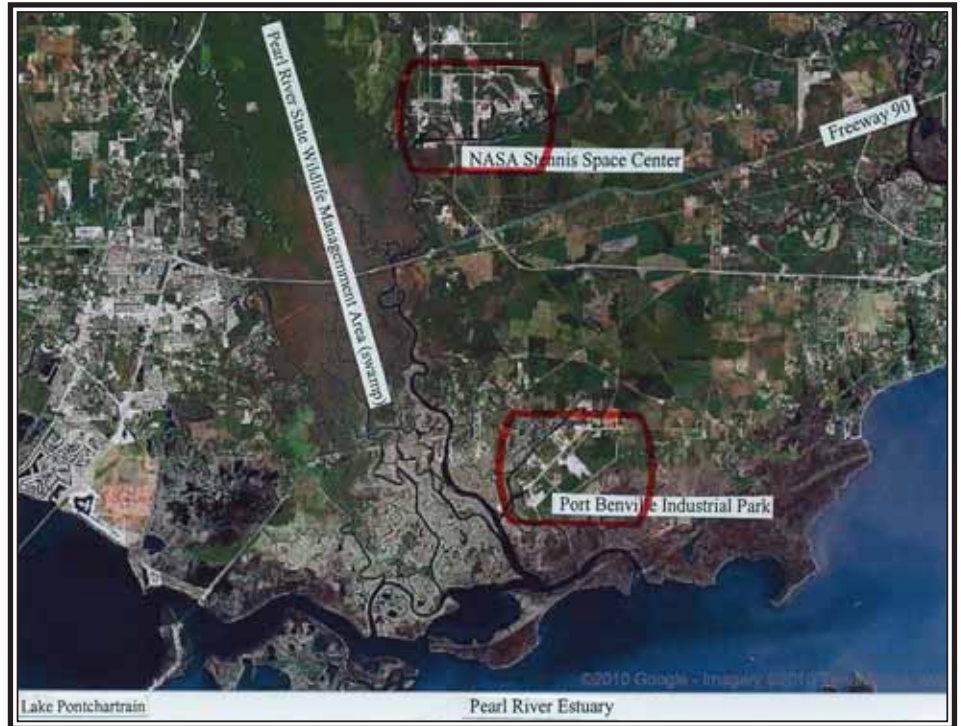 Pearl River State Wildlife Management Area (swamp)
NASA Stennis Space Center
Freeway 90
Port Benville Industrial Park
©2010 Google - Imagery ©2010
Lake Pontchartrain
Pearl River Estuary